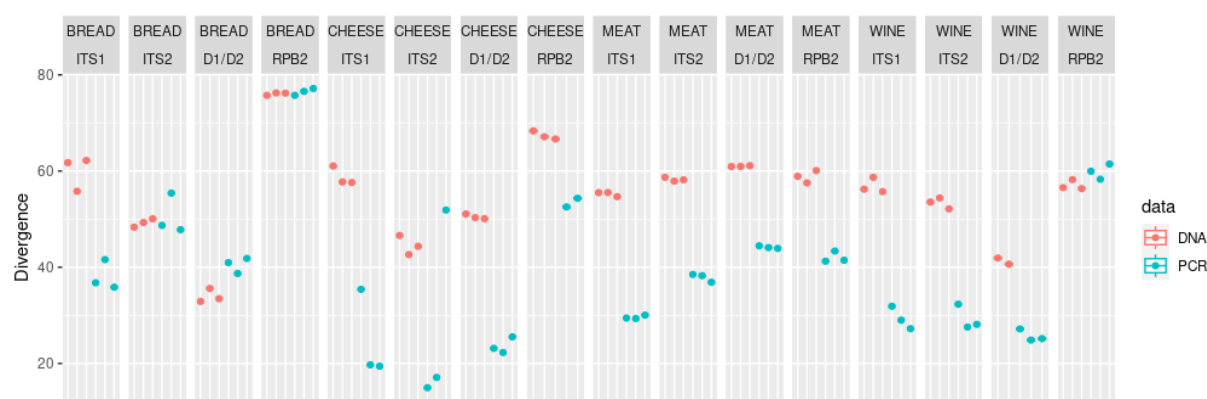 BREAD BREAD BREAD BREAD CHEESE CHEESE CHEESE CHEESE MEAT MEAT MEAT MEAT WINE WINE WINE WINE
ITS1 ITS2 D1/D2 RPB2 ITS1 ITS2 D1/D2 RPB2 ITS1 ITS2 D1/D2 RPB2 ITS1 ITS2 D1/D2 RPB2
80
60
40
20
Divergence
data
DNA
PCR